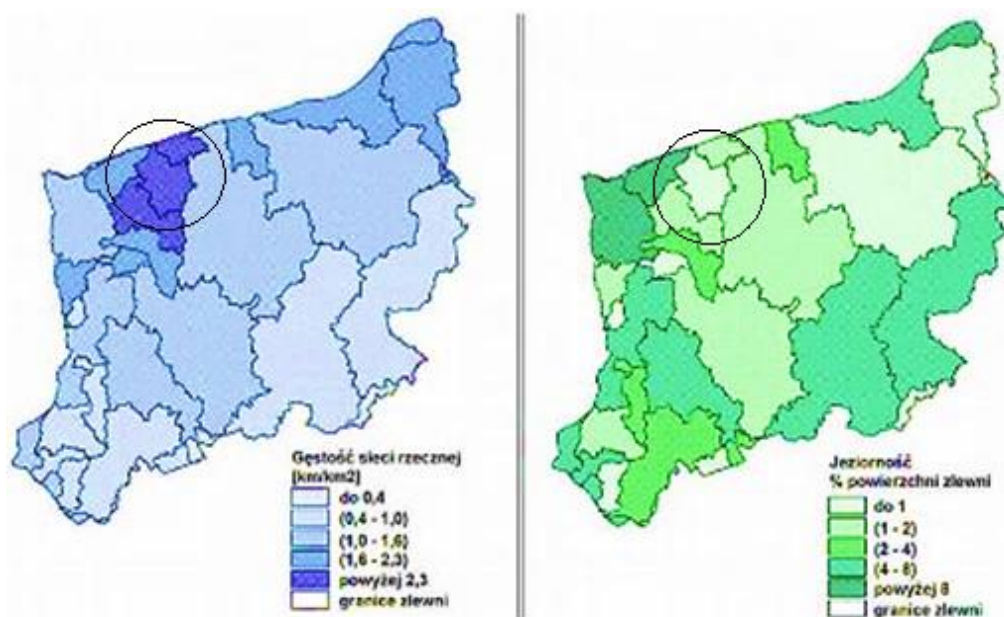 Gęstość sieci rzecznej
[km/km2]
do 0,4
(0,4 - 1,0)
(1,0 - 1,6)
(1,6 - 2,3)
powyżej 2,3
granice zlewni
Jeziorność
% powierzchni zlewni
do 1
(1 - 2)
(2 - 4)
(4 - 8)
powyżej 8
granice zlewni